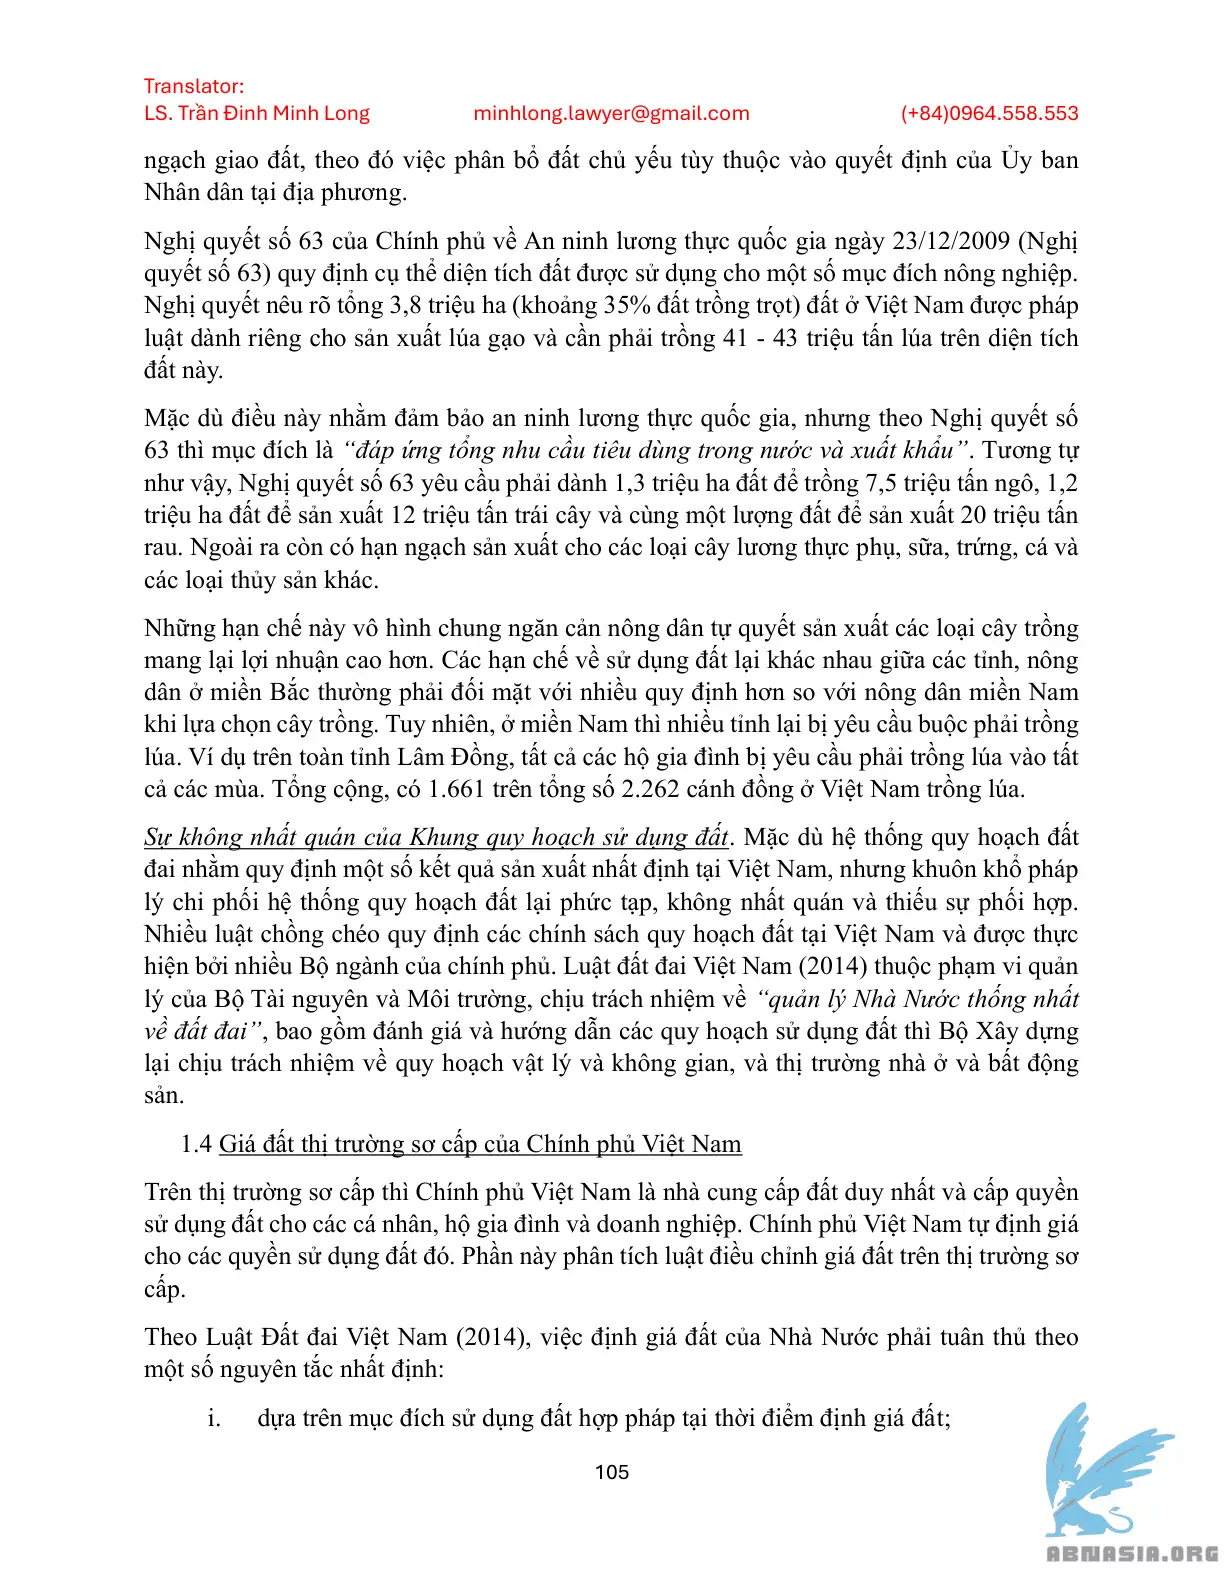 Translator:
LS. Trần Đình Minh Long minhlong.lawyer@gmail.com (+84)0964.558.553
ngạch giao đất, theo đó việc phân bổ đất chủ yếu tùy thuộc vào quyết định của Ủy ban
Nhân dân tại địa phương.
Nghị quyết số 63 của Chính phủ về An ninh lương thực quốc gia ngày 23/12/2009 (Nghị
quyết số 63) quy định cụ thể diện tích đất được sử dụng cho một số mục đích nông nghiệp.
Nghị quyết nêu rõ tổng 3,8 triệu ha (khoảng 35% đất trồng trọt) đất ở Việt Nam được pháp
luật dành riêng cho sản xuất lúa gạo và cần phải trồng 41 - 43 triệu tấn lúa trên diện tích
đất này.
Mặc dù điều này nhằm đảm bảo an ninh lương thực quốc gia, nhưng theo Nghị quyết số
63 thì mục đích là “đáp ứng tổng nhu cầu tiêu dùng trong nước và xuất khẩu”. Tương tự
như vậy, Nghị quyết số 63 yêu cầu phải dành 1,3 triệu ha đất để trồng 7,5 triệu tấn ngô, 1,2
triệu ha đất để sản xuất 12 triệu tấn trái cây và cùng một lượng đất để sản xuất 20 triệu tấn
rau. Ngoài ra còn có hạn ngạch sản xuất cho các loại cây lương thực phụ, sữa, trứng, cá và
các loại thủy sản khác.
Những hạn chế này vô hình chung ngăn cản nông dân tự quyết sản xuất các loại cây trồng
mang lại lợi nhuận cao hơn. Các hạn chế về sử dụng đất lại khác nhau giữa các tỉnh, nông
dân ở miền Bắc thường phải đối mặt với nhiều quy định hơn so với nông dân miền Nam
khi lựa chọn cây trồng. Tuy nhiên, ở miền Nam thì nhiều tỉnh lại bị yêu cầu buộc phải trồng
lúa. Ví dụ trên toàn tỉnh Lâm Đồng, tất cả các hộ gia đình bị yêu cầu phải trồng lúa vào tất
cả các mùa. Tổng cộng, có 1.661 trên tổng số 2.262 cánh đồng ở Việt Nam trồng lúa.
Sự không nhất quán của Khung quy hoạch sử dụng đất. Mặc dù hệ thống quy hoạch đất
đai nhằm quy định một số kết quả sản xuất nhất định tại Việt Nam, nhưng khuôn khổ pháp
lý chi phối hệ thống quy hoạch đất lại phức tạp, không nhất quán và thiếu sự phối hợp.
Nhiều luật chồng chéo quy định các chính sách quy hoạch đất tại Việt Nam và được thực
hiện bởi nhiều Bộ ngành của chính phủ. Luật đất đai Việt Nam (2014) thuộc phạm vi quản
lý của Bộ Tài nguyên và Môi trường, chịu trách nhiệm về “quản lý Nhà Nước thống nhất
về đất đai”, bao gồm đánh giá và hướng dẫn các quy hoạch sử dụng đất thì Bộ Xây dựng
lại chịu trách nhiệm về quy hoạch vật lý và không gian, và thị trường nhà ở và bất động
sản.
1.4 Giá đất thị trường sơ cấp của Chính phủ Việt Nam
Trên thị trường sơ cấp thì Chính phủ Việt Nam là nhà cung cấp đất duy nhất và cấp quyền
sử dụng đất cho các cá nhân, hộ gia đình và doanh nghiệp. Chính phủ Việt Nam tự định giá
cho các quyền sử dụng đất đó. Phần này phân tích luật điều chỉnh giá đất trên thị trường sơ
cấp.
Theo Luật Đất đai Việt Nam (2014), việc định giá đất của Nhà Nước phải tuân thủ theo
một số nguyên tắc nhất định:
i. dựa trên mục đích sử dụng đất hợp pháp tại thời điểm định giá đất;
105
ABNASIA.ORG